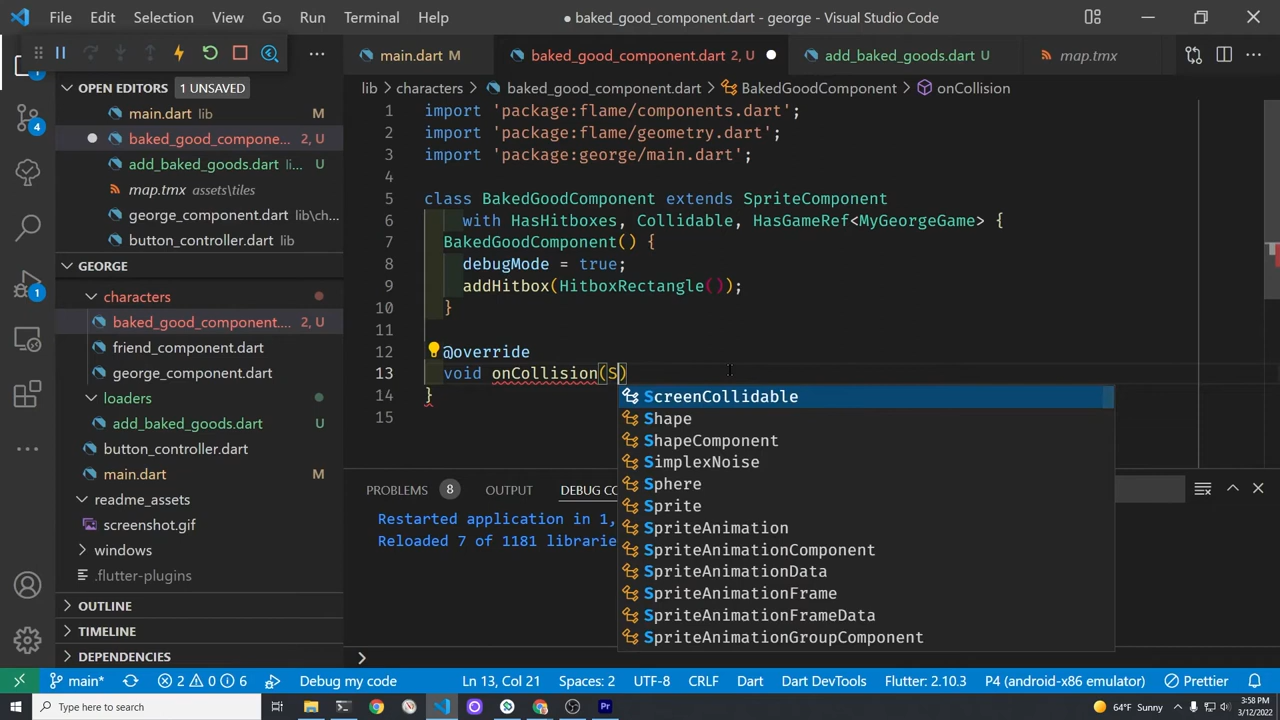 File Edit Selection View Go Run Terminal Help
● baked_good_component.dart - george - Visual Studio Code
main.dart M
baked_good_component.dart 2, U
add_baked_goods.dart U
map.tmx
OPEN EDITORS 1 UNSAVED
main.dart lib
baked_good_compone... 2, U
add_baked_goods.dart li... U
map.tmx assets\tiles
george_component.dart lib\ch...
button_controller.dart lib
GEORGE
characters
baked_good_component.... 2, U
friend_component.dart
george_component.dart
loaders
add_baked_goods.dart U
button_controller.dart
main.dart M
readme_assets
screenshot.gif
windows
.flutter-plugins
OUTLINE
TIMELINE
DEPENDENCIES
1
4
1
lib > characters > baked_good_component.dart > BakedGoodComponent > onCollision
1 import 'package:flame/components.dart';
2 import 'package:flame/geometry.dart';
3 import 'package:george/main.dart';
4
5 class BakedGoodComponent extends SpriteComponent
6 with HasHitboxes, Collidable, HasGameRef<MyGeorgeGame> {
7 BakedGoodComponent() {
8 debugMode = true;
9 addHitbox(HitboxRectangle());
10 }
11
12 @override
13 void onCollision(S)
14 }
15
ScreenCollidable
Shape
ShapeComponent
SimplexNoise
Sphere
Sprite
SpriteAnimation
SpriteAnimationComponent
SpriteAnimationData
SpriteAnimationFrame
SpriteAnimationFrameData
SpriteAnimationGroupComponent
PROBLEMS 8 OUTPUT DEBUG CO
Restarted application in 1,
Reloaded 7 of 1181 librarie
main* 2 0 6 Debug my code Ln 13, Col 21 Spaces: 2 UTF-8 CRLF Dart Dart DevTools Flutter: 2.10.3 P4 (android-x86 emulator) Prettier
Type here to search
64°F Sunny
3:58 PM
3/12/2022